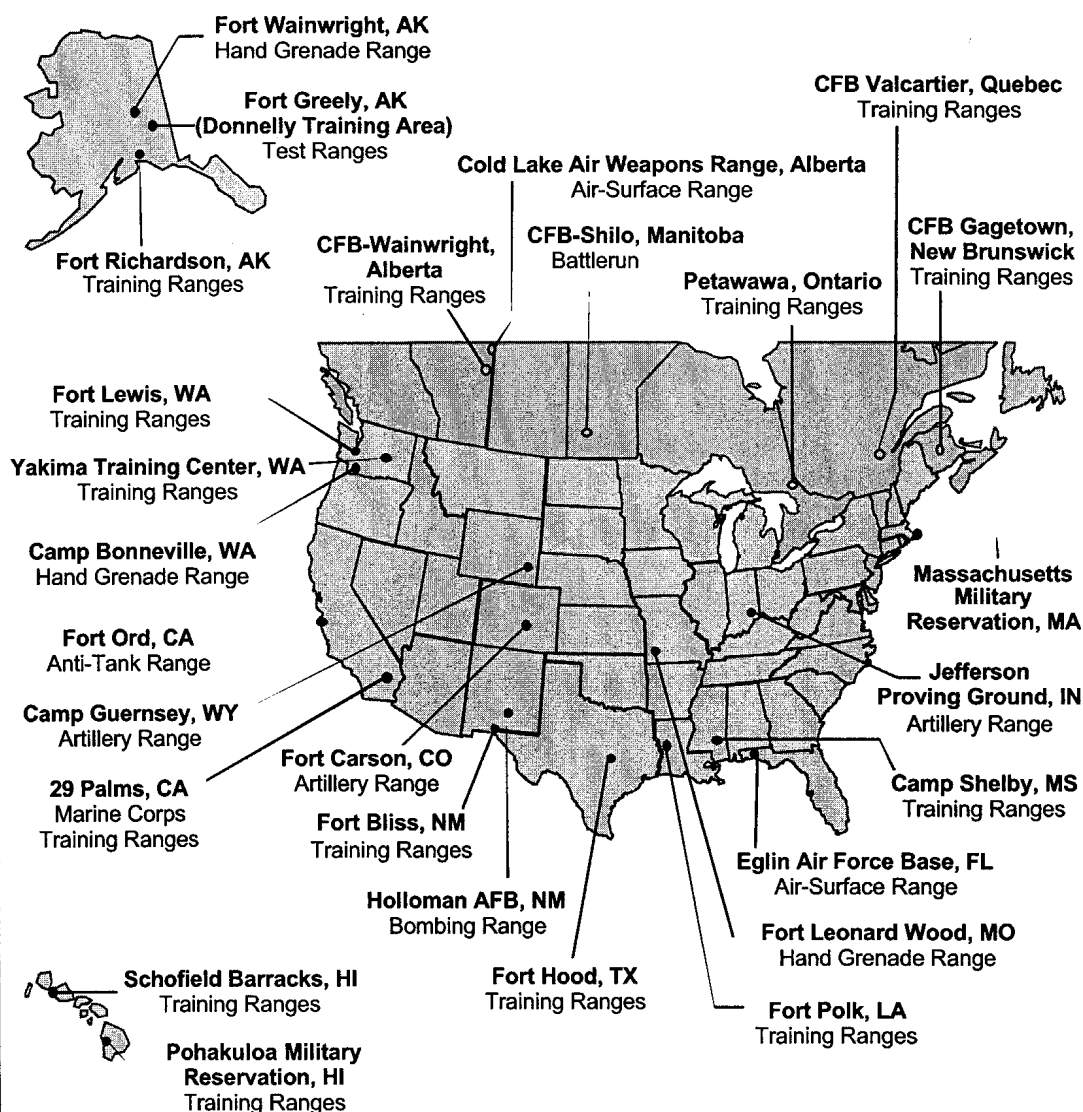 Fort Wainwright, AK
Hand Grenade Range
Fort Greely, AK
(Donnelly Training Area)
Test Ranges
Fort Richardson, AK
Training Ranges
CFB Valcartier, Quebec
Training Ranges
Cold Lake Air Weapons Range, Alberta
Air-Surface Range
CFB-Wainwright,
Alberta
Training Ranges
CFB-Shilo, Manitoba
Battlerun
Petawawa, Ontario
Training Ranges
CFB Gagetown,
New Brunswick
Training Ranges
Fort Lewis, WA
Training Ranges
Yakima Training Center, WA
Training Ranges
Camp Bonneville, WA
Hand Grenade Range
Fort Ord, CA
Anti-Tank Range
Camp Guernsey, WY
Artillery Range
29 Palms, CA
Marine Corps
Training Ranges
Fort Carson, CO
Artillery Range
Fort Bliss, NM
Training Ranges
Holloman AFB, NM
Bombing Range
Fort Hood, TX
Training Ranges
Massachusetts
Military
Reservation, MA
Jefferson
Proving Ground, IN
Artillery Range
Camp Shelby, MS
Training Ranges
Eglin Air Force Base, FL
Air-Surface Range
Fort Leonard Wood, MO
Hand Grenade Range
Fort Polk, LA
Training Ranges
Schofield Barracks, HI
Training Ranges
Pohakuloa Military
Reservation, HI
Training Ranges